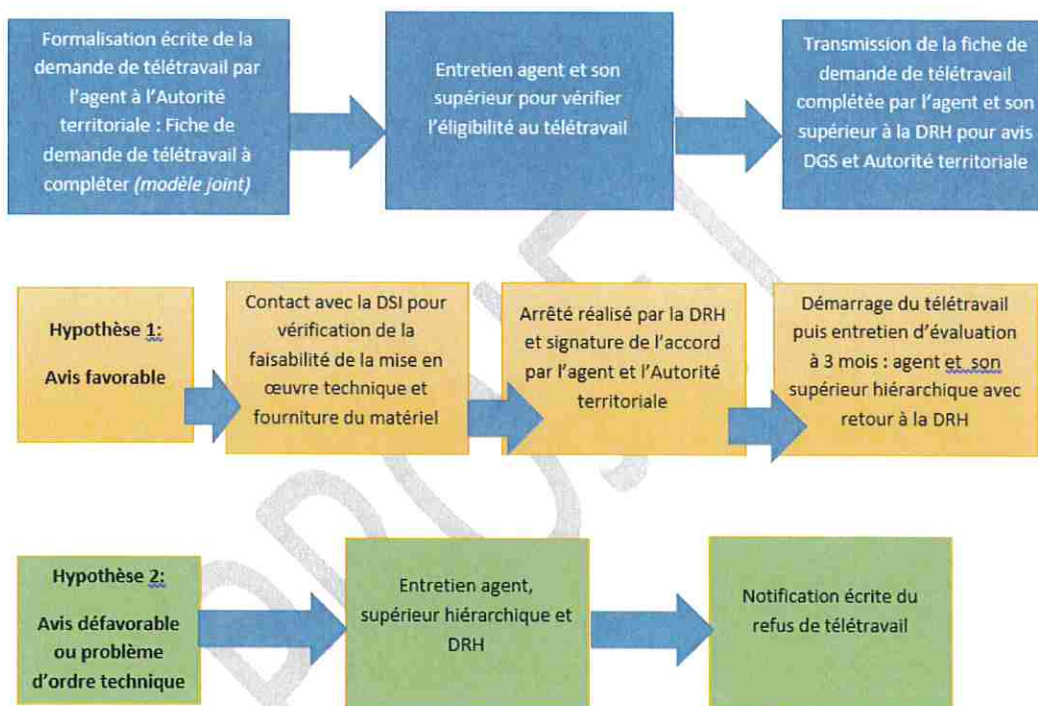 Formalisation écrite de la
demande de télétravail par
l'agent à l'Autorité
territoriale : Fiche de
demande de télétravail à
compléter (modèle joint)
Entretien agent et son
supérieur pour vérifier
l'éligibilité au télétravail
Transmission de la fiche de
demande de télétravail
complétée par l'agent et son
supérieur à la DRH pour avis
DGS et Autorité territoriale
Hypothèse 1:
Avis favorable
Contact avec la DSI pour
vérification de la
faisabilité de la mise en
œuvre technique et
fourniture du matériel
Arrêté réalisé par la DRH
et signature de l'accord
par l'agent et l'Autorité
territoriale
Démarrage du télétravail
puis entretien d'évaluation
à 3 mois : agent et son
supérieur hiérarchique avec
retour à la DRH
Hypothèse 2:
Avis défavorable
ou problème
d'ordre technique
Entretien agent,
supérieur hiérarchique et
DRH
Notification écrite du
refus de télétravail
PROJET